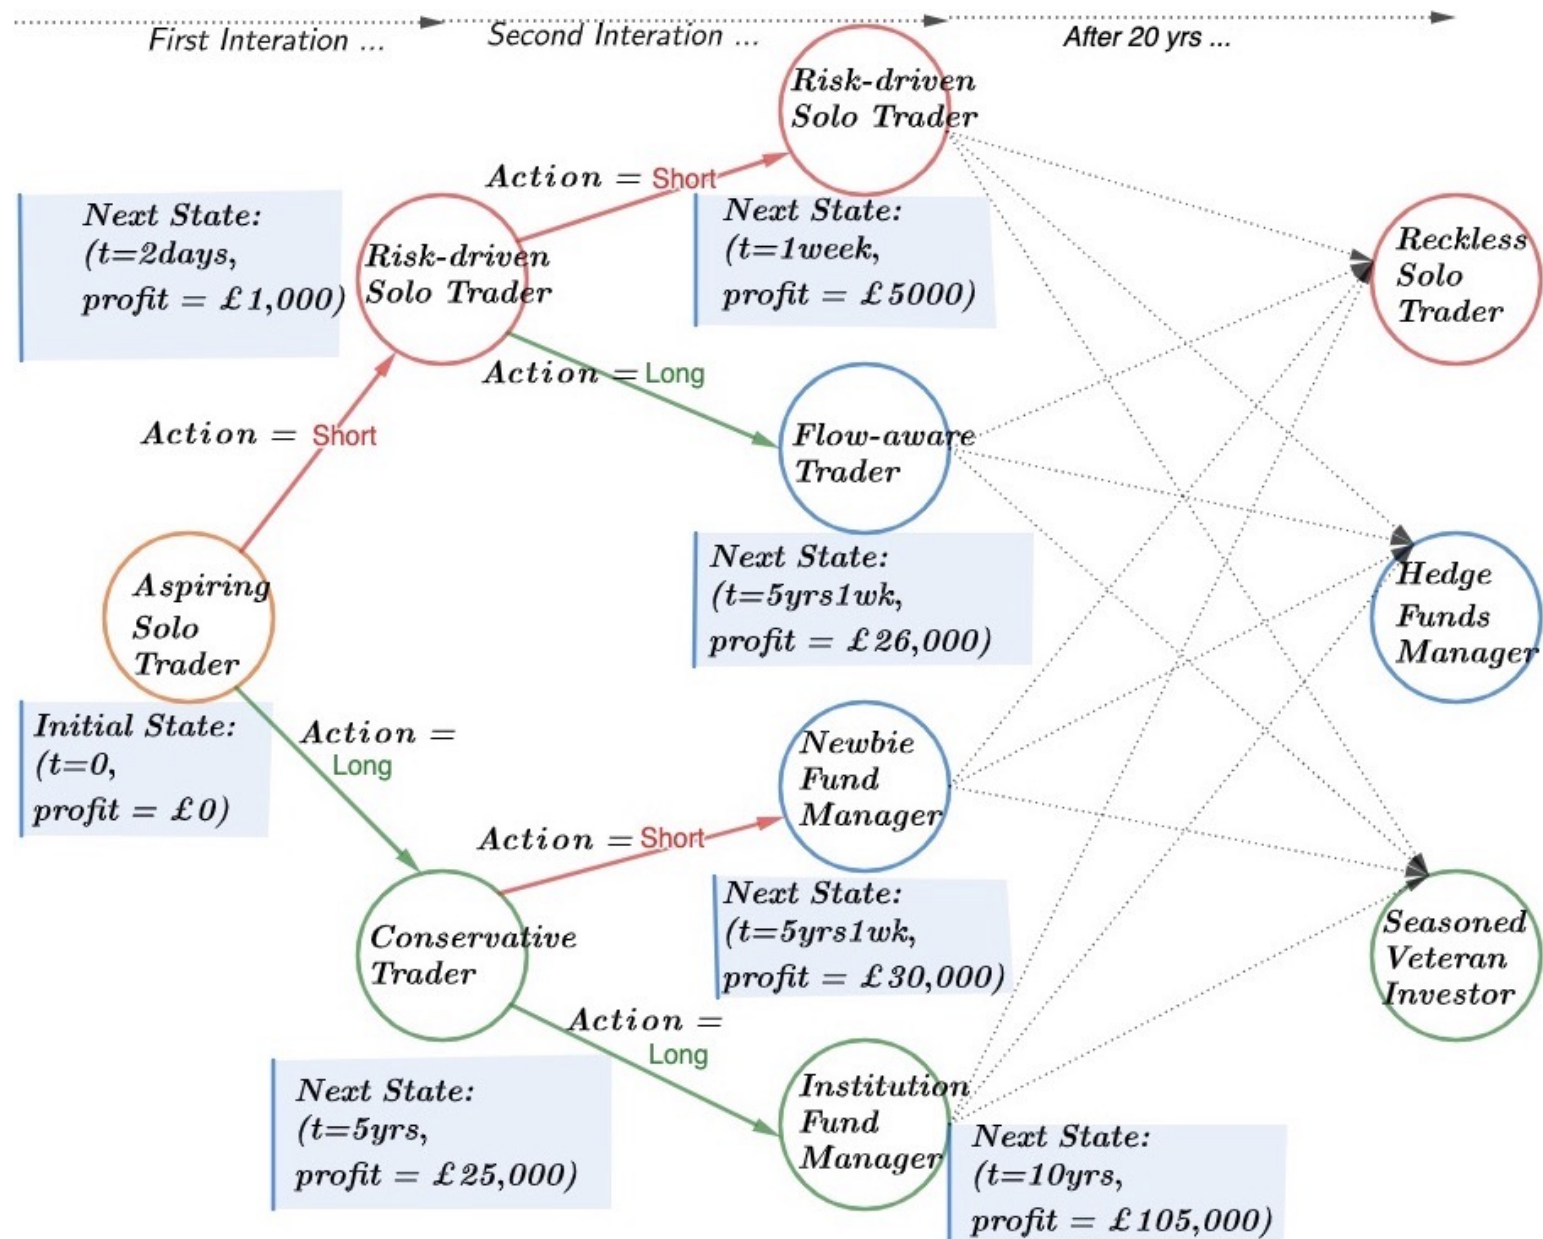 First Interation ...
Second Interation ...
After 20 yrs ...
Risk-driven
Solo Trader
Action = Short
Next State:
(t=2days,
profit = £1,000)
Risk-driven
Solo Trader
Next State:
(t=1week,
profit = £5000)
Reckless
Solo
Trader
Action = Long
Action = Short
Flow-aware
Trader
Next State:
(t=5yrs1wk,
profit = £26,000)
Aspiring
Solo
Trader
Hedge
Funds
Manager
Initial State:
(t=0,
profit = £0)
Action =
Long
Newbie
Fund
Manager
Action = Short
Next State:
(t=5yrs1wk,
profit = £30,000)
Conservative
Trader
Seasoned
Veteran
Investor
Action =
Long
Next State:
(t=5yrs,
profit = £25,000)
Institution
Fund
Manager
Next State:
(t=10yrs,
profit = £105,000)